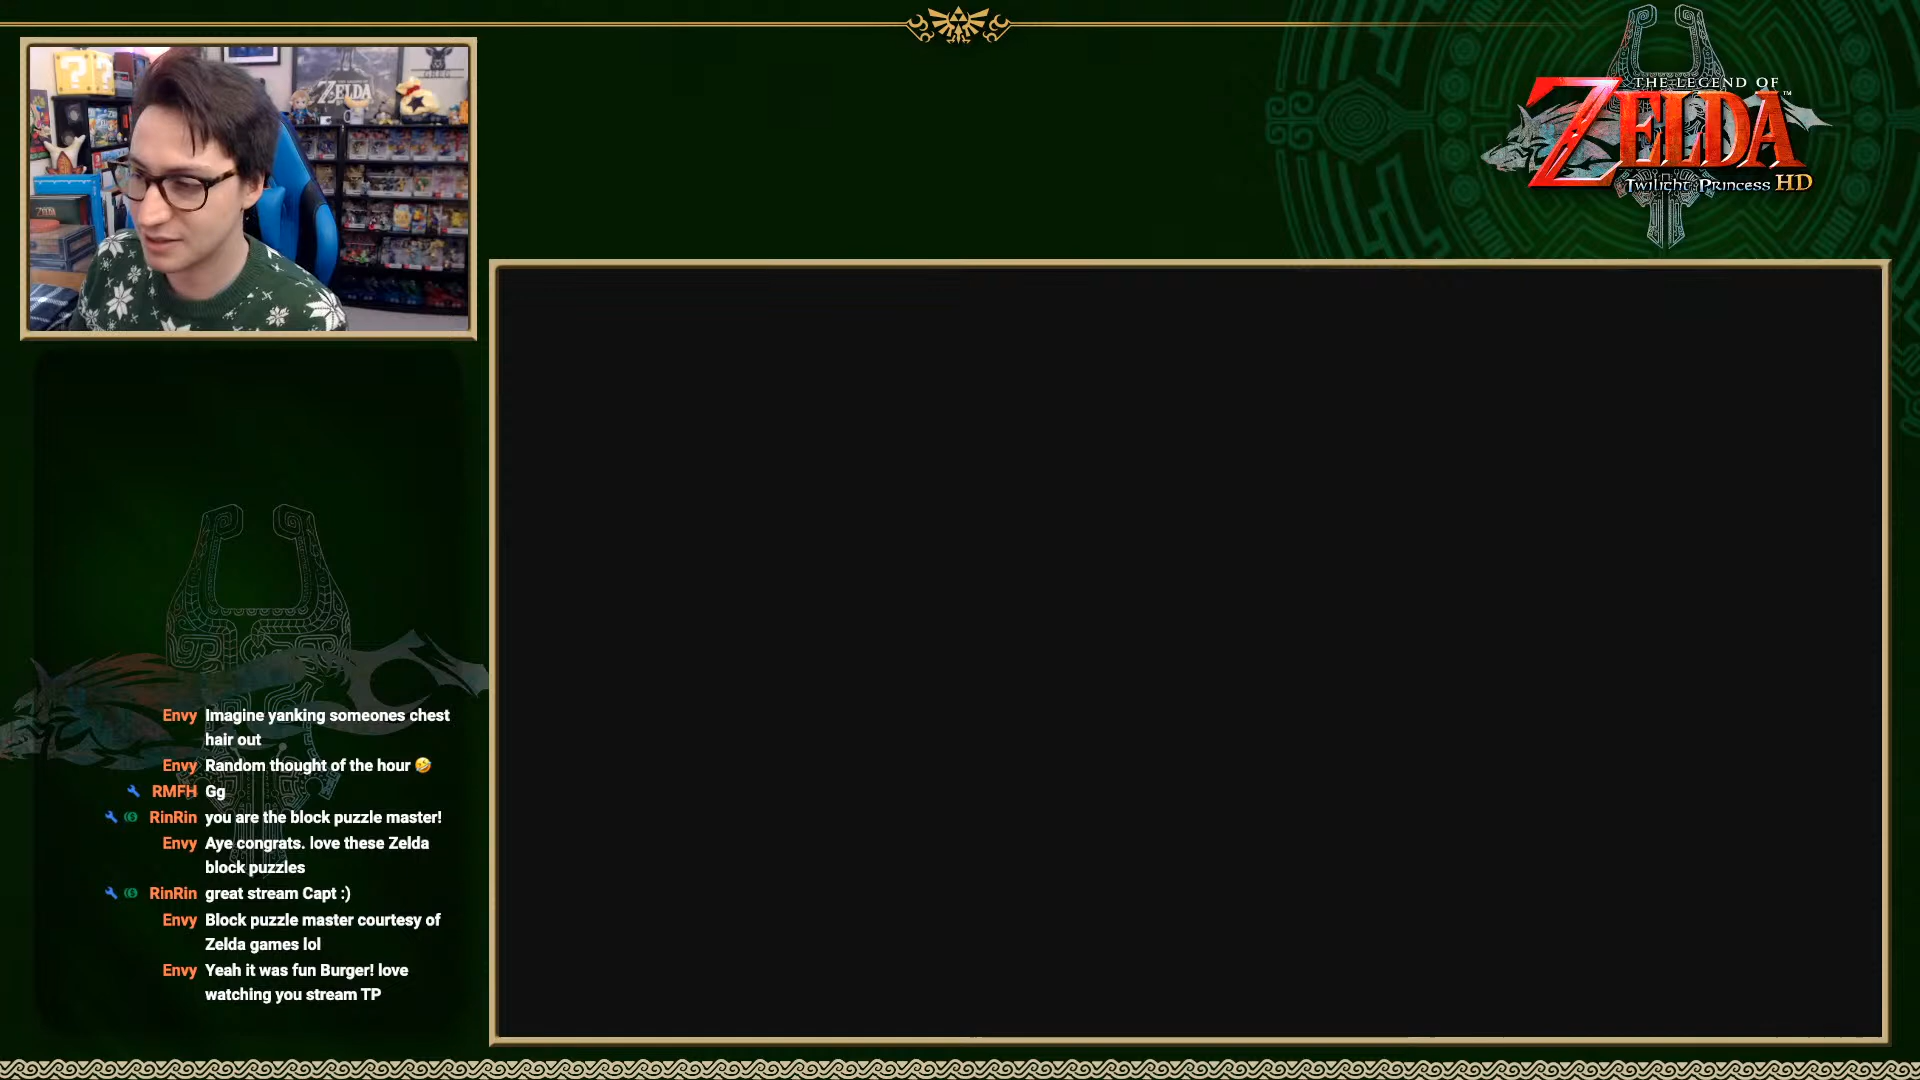 THE LEGEND OF
ZELDA™
Twilight Princess HD
ZELDA
Envy Imagine yanking someones chest
hair out
Envy Random thought of the hour 🤣
RMFH Gg
RinRin you are the block puzzle master!
Envy Aye congrats. love these Zelda
block puzzles
RinRin great stream Capt :)
Envy Block puzzle master courtesy of
Zelda games lol
Envy Yeah it was fun Burger! love
watching you stream TP